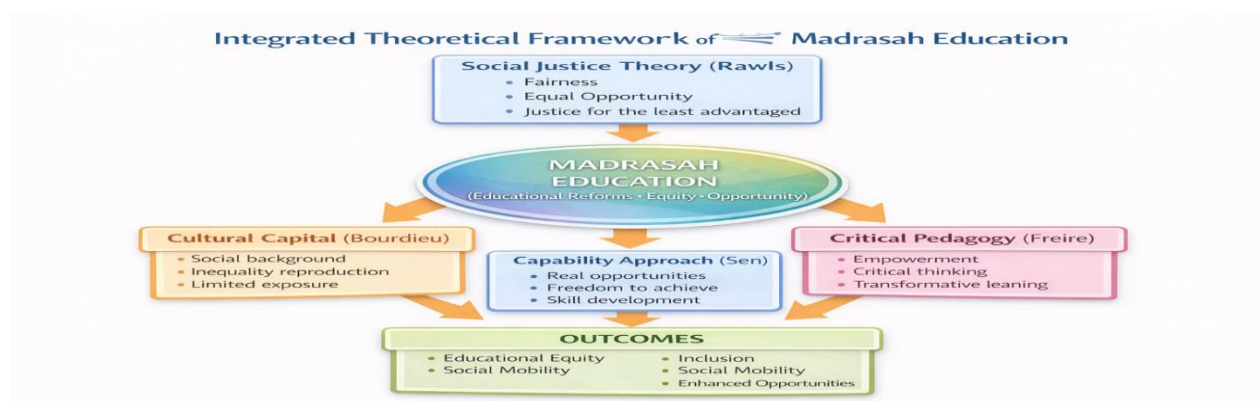 Integrated Theoretical Framework of Madrasah Education
Social Justice Theory (Rawls)
• Fairness
• Equal Opportunity
• Justice for the least advantaged
MADRASAH
EDUCATION
(Educational Reforms • Equity • Opportunity)
Cultural Capital (Bourdieu)
• Social background
• Inequality reproduction
• Limited exposure
Capability Approach (Sen)
• Real opportunities
• Freedom to achieve
• Skill development
Critical Pedagogy (Freire)
• Empowerment
• Critical thinking
• Transformative leaning
OUTCOMES
• Educational Equity
• Social Mobility
• Inclusion
• Social Mobility
• Enhanced Opportunities